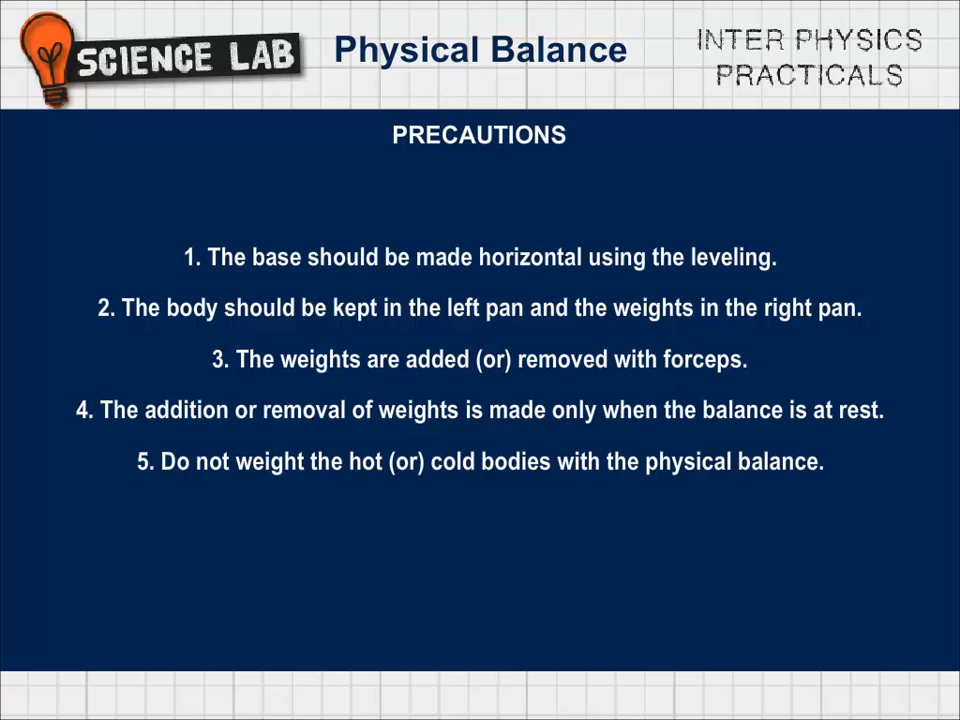 SCIENCE LAB
Physical Balance
INTER PHYSICS
PRACTICALS
PRECAUTIONS
1. The base should be made horizontal using the leveling.
2. The body should be kept in the left pan and the weights in the right pan.
3. The weights are added (or) removed with forceps.
4. The addition or removal of weights is made only when the balance is at rest.
5. Do not weight the hot (or) cold bodies with the physical balance.